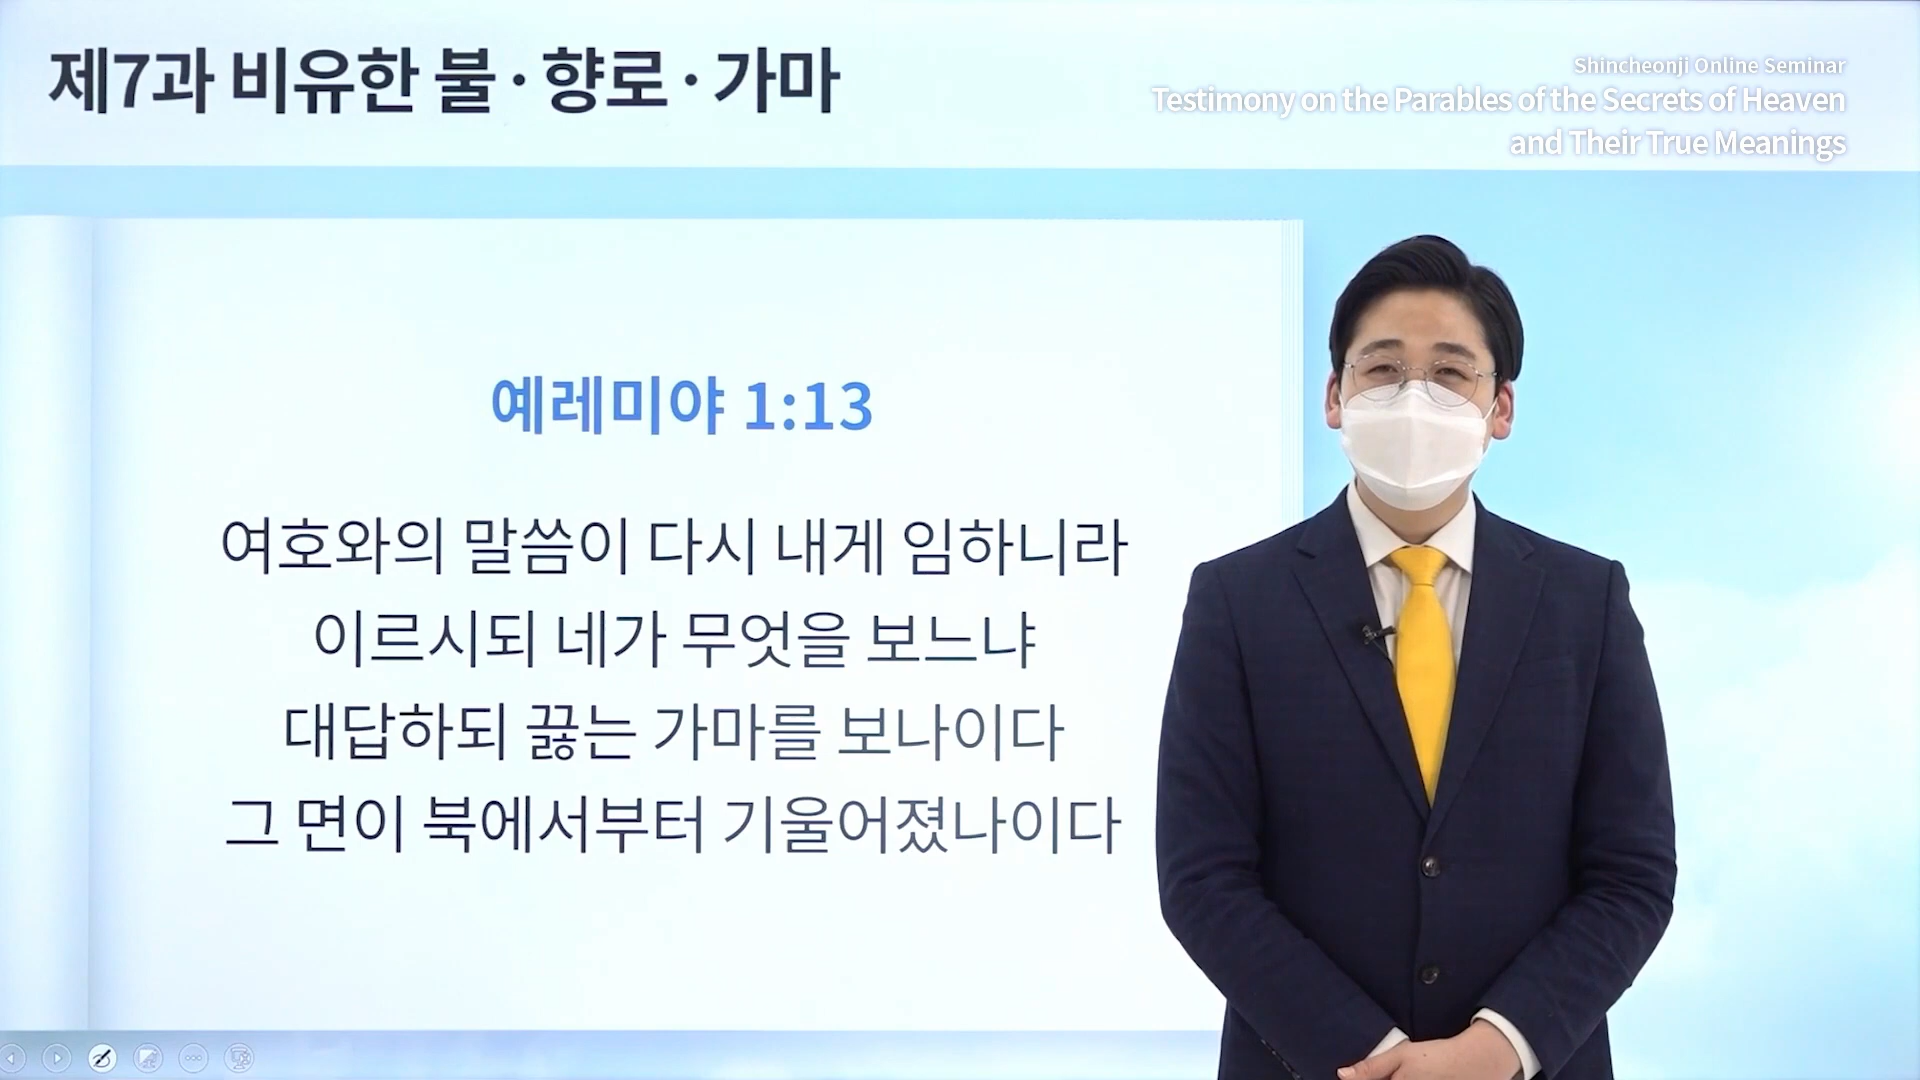 제7과 비유한 불·향로·가마
Shincheonji Online Seminar
Testimony on the Parables of the Secrets of Heaven
and Their True Meanings
예레미야 1:13
여호와의 말씀이 다시 내게 임하니라
이르시되 네가 무엇을 보느냐
대답하되 끓는 가마를 보나이다
그 면이 북에서부터 기울어졌나이다